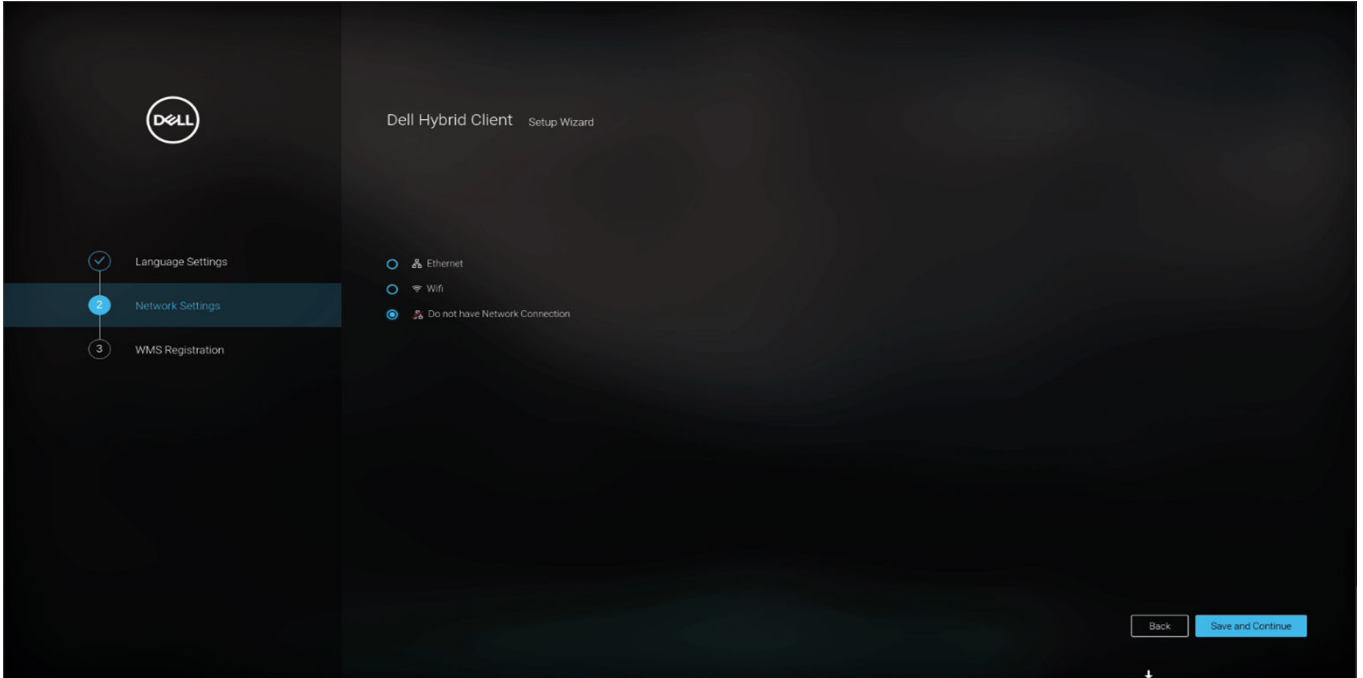 DELL
Dell Hybrid Client Setup Wizard
Language Settings
2 Network Settings
3 WMS Registration
Ethernet
Wifi
Do not have Network Connection
Back
Save and Continue